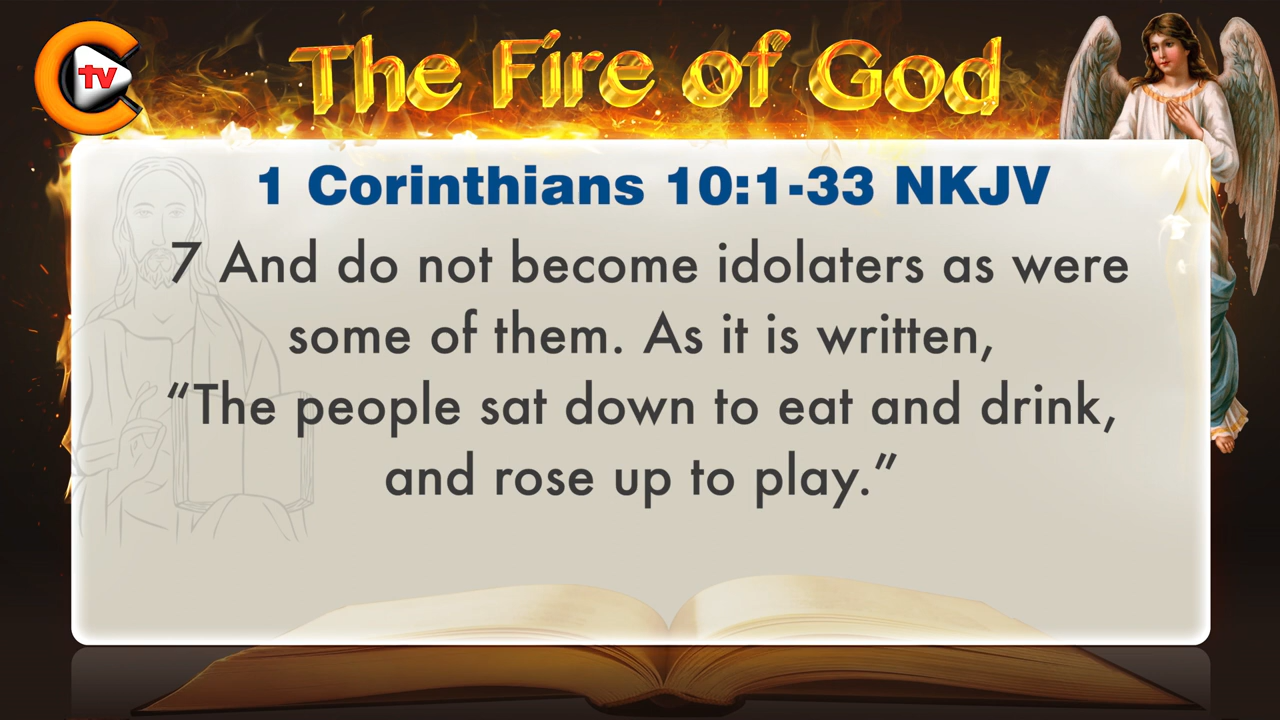 tv
The Fire of God
1 Corinthians 10:1-33 NKJV
7 And do not become idolaters as were
some of them. As it is written,
“The people sat down to eat and drink,
and rose up to play.”